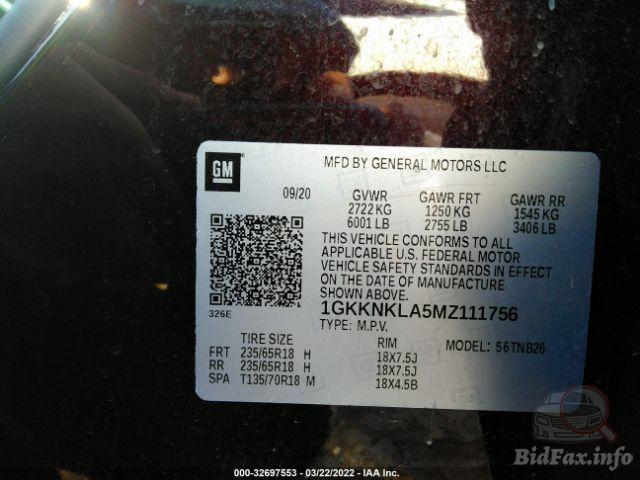 GM
MFD BY GENERAL MOTORS LLC
09/20 GVWR GAWR FRT GAWR RR
2722 KG 1250 KG 1545 KG
6001 LB 2755 LB 3406 LB
THIS VEHICLE CONFORMS TO ALL
APPLICABLE U.S. FEDERAL MOTOR
VEHICLE SAFETY STANDARDS IN EFFECT
ON THE DATE OF MANUFACTURE
SHOWN ABOVE.
1GKKNKLA5MZ111756
326E
TYPE: M.P.V.
TIRE SIZE RIM MODEL: 56TNB26
FRT 235/65R18 H 18X7.5J
RR 235/65R18 H 18X7.5J
SPA T135/70R18 M 18X4.5B
BidFax.info
000-32697553 - 03/22/2022 - IAA Inc.